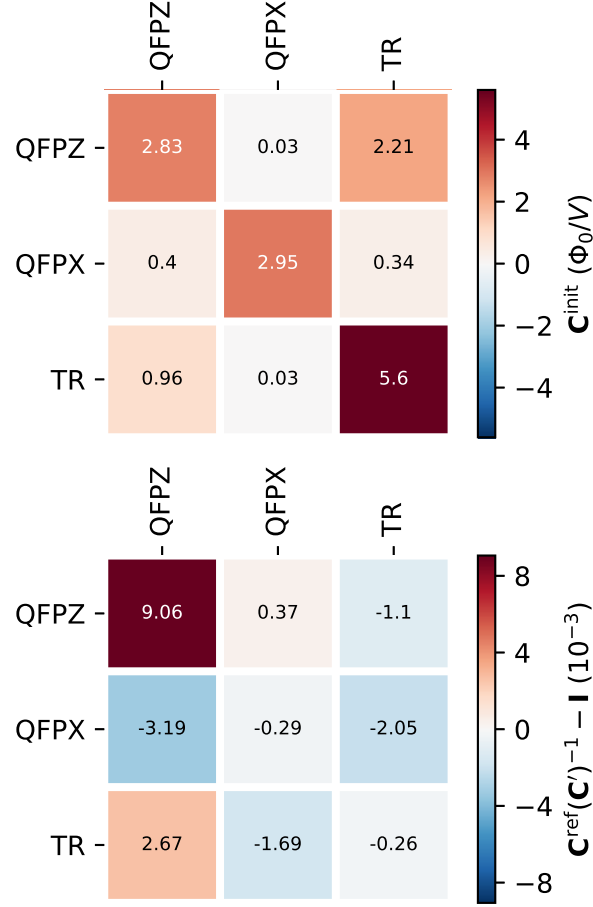 QFPZ QFPX TR
QFPZ 2.83 0.03 2.21
QFPX 0.4 2.95 0.34
TR 0.96 0.03 5.6
4
2
0
−2
−4
C^init (Φ₀/V)
QFPZ QFPX TR
QFPZ 9.06 0.37 -1.1
QFPX -3.19 -0.29 -2.05
TR 2.67 -1.69 -0.26
8
4
0
−4
−8
C^ref(C′)⁻¹ − I (10⁻³)